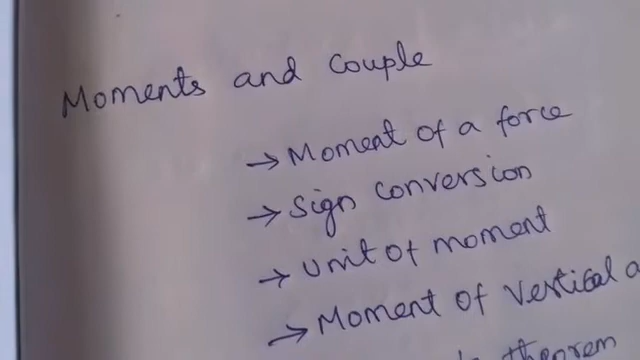 Moments and couple
→ Moment of a force
→ Sign conversion
→ Unit of moment
→ Moment of Vertical
theorem